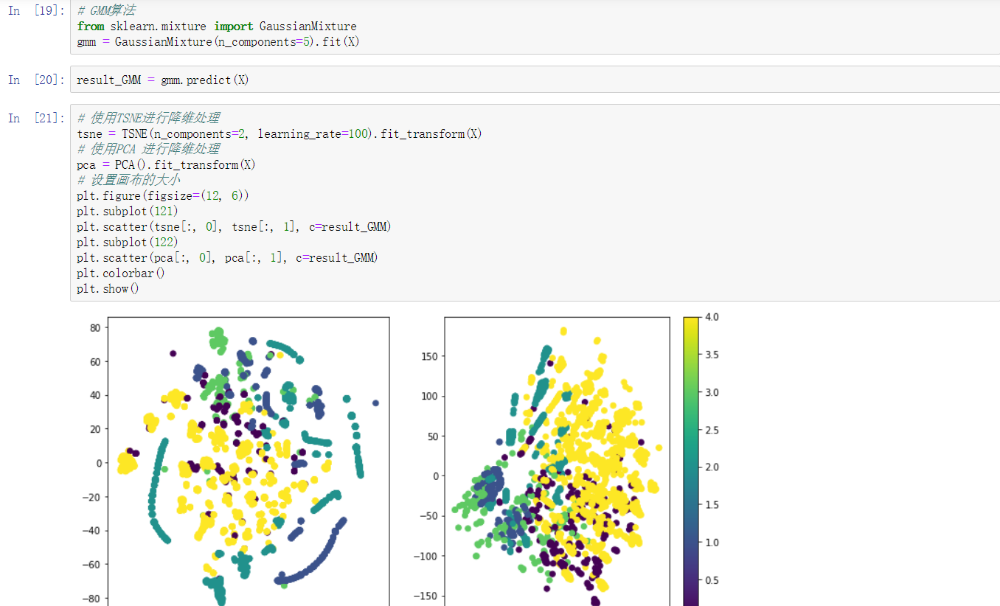 In [19]:
# GMM算法
from sklearn.mixture import GaussianMixture
gmm = GaussianMixture(n_components=5).fit(X)
In [20]:
result_GMM = gmm.predict(X)
In [21]:
# 使用TSNE进行降维处理
tsne = TSNE(n_components=2, learning_rate=100).fit_transform(X)
# 使用PCA 进行降维处理
pca = PCA().fit_transform(X)
# 设置画布的大小
plt.figure(figsize=(12, 6))
plt.subplot(121)
plt.scatter(tsne[:, 0], tsne[:, 1], c=result_GMM)
plt.subplot(122)
plt.scatter(pca[:, 0], pca[:, 1], c=result_GMM)
plt.colorbar()
plt.show()
80
60
40
20
0
−20
−40
−60
−80
150
100
50
0
−50
−100
−150
4.0
3.5
3.0
2.5
2.0
1.5
1.0
0.5